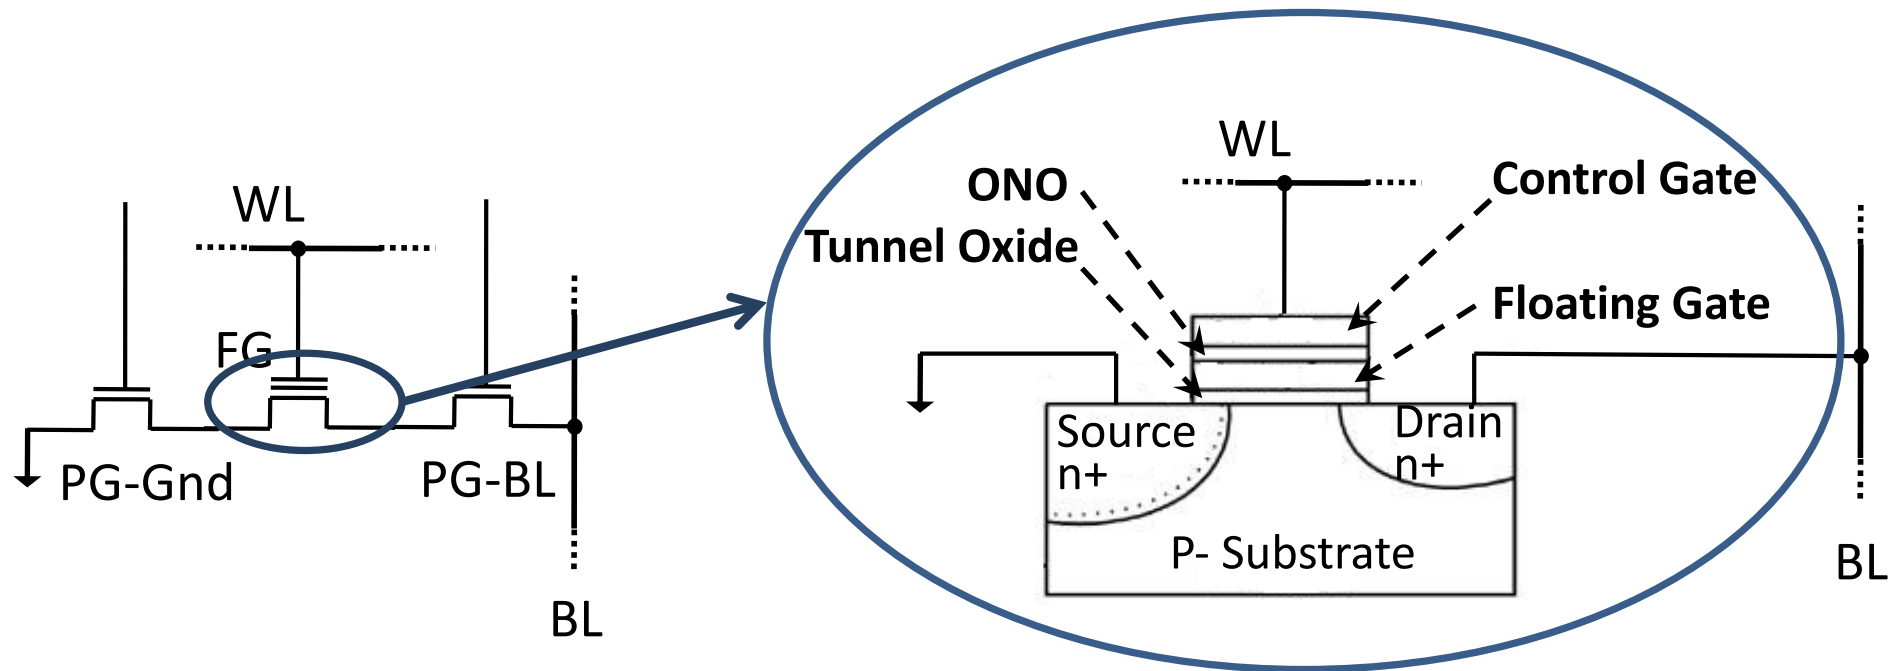 WL
FG
PG-Gnd
PG-BL
BL
WL
ONO
Control Gate
Tunnel Oxide
Floating Gate
Source
n+
Drain
n+
P- Substrate
BL